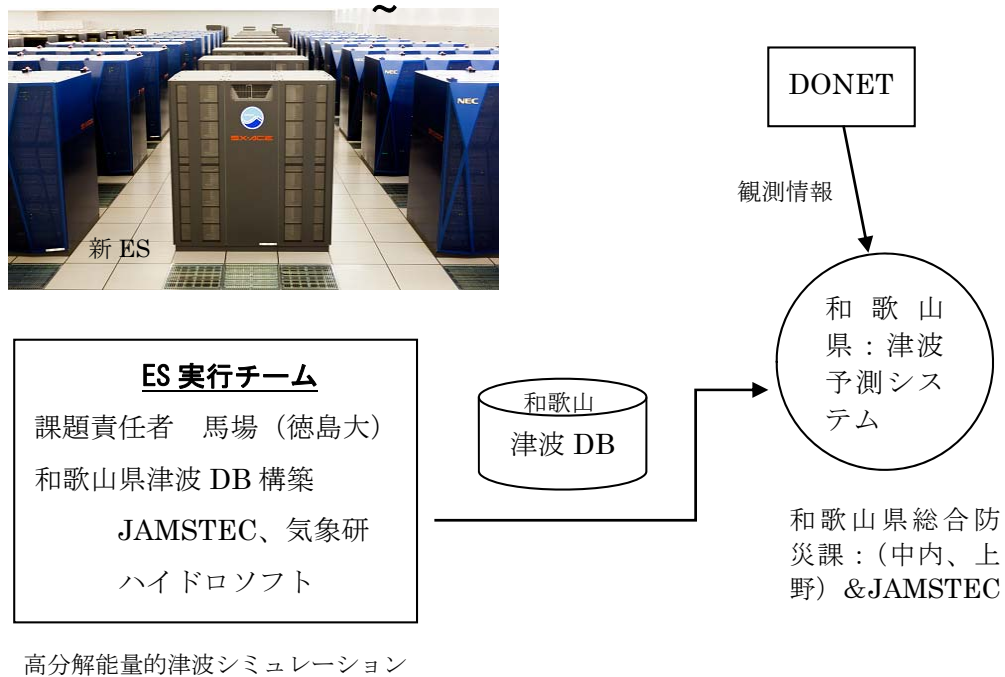 ~
NEC
NEC
SX-ACE
新 ES
DONET
観測情報
和歌山
県：津波
予測シス
テム
ES 実行チーム
課題責任者　馬場（徳島大）
和歌山県津波 DB 構築
JAMSTEC、気象研
ハイドロソフト
和歌山
津波 DB
和歌山県総合防
災課：（中内、上
野）&JAMSTEC
高分解能量的津波シミュレーション